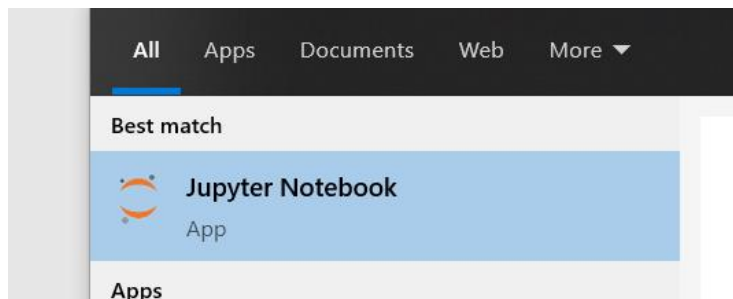 All Apps Documents Web More
Best match
Jupyter Notebook
App
Apps